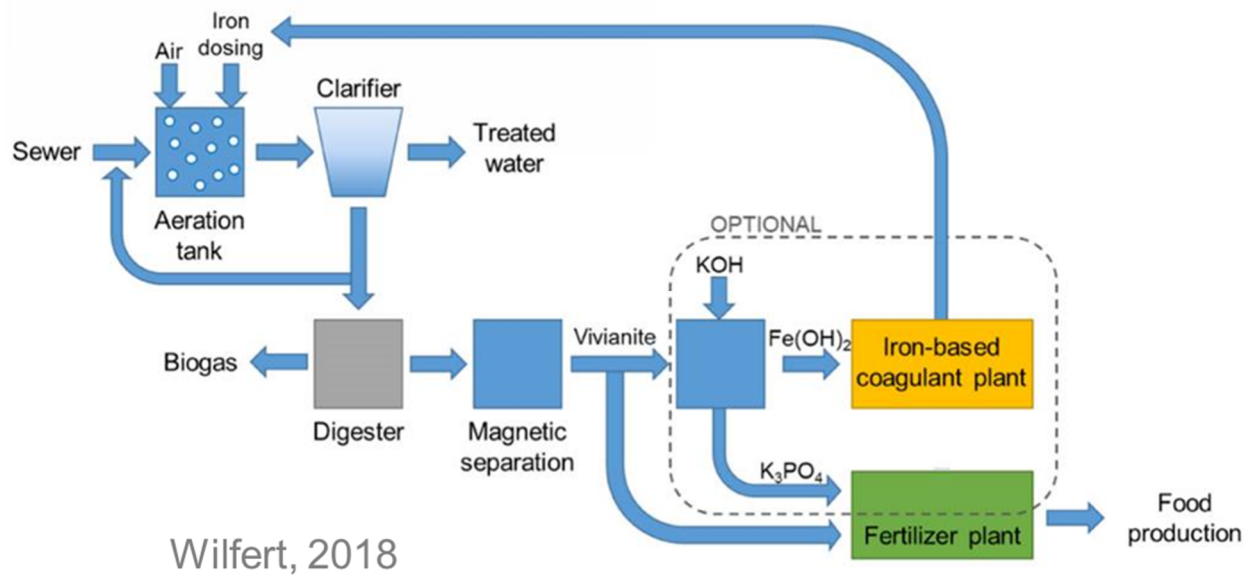 Iron
dosing
Air
Clarifier
Sewer
Treated
water
Aeration
tank
OPTIONAL
KOH
Vivianite
Fe(OH)₂
Iron-based
coagulant plant
Biogas
Digester
Magnetic
separation
K₃PO₄
Fertilizer plant
Food
production
Wilfert, 2018